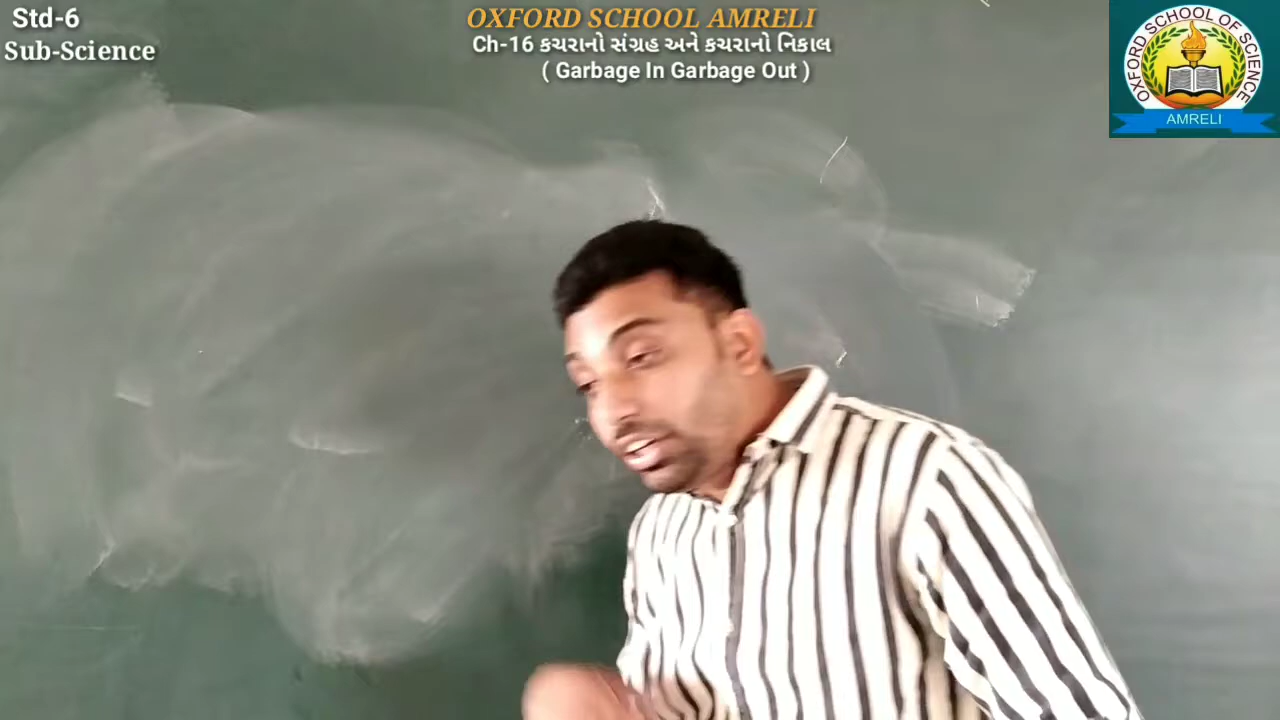 Std-6
Sub-Science
OXFORD SCHOOL AMRELI
Ch-16 કચરાનો સંગ્રહ અને કચરાનો નિકાલ
( Garbage In Garbage Out )
OXFORD SCHOOL OF SCIENCE
AMRELI